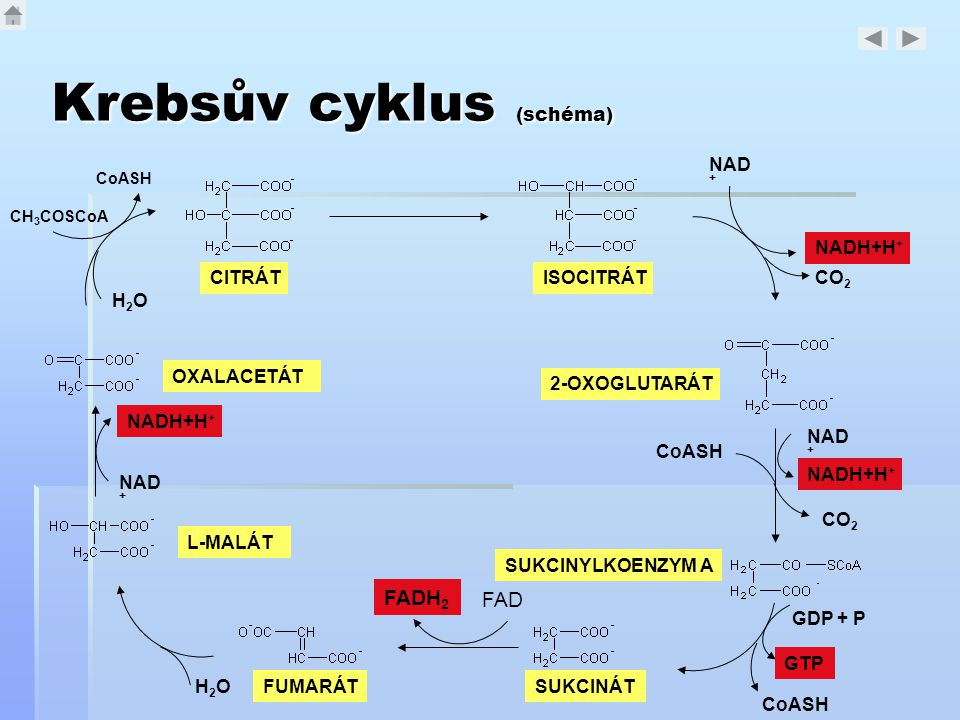 Krebsův cyklus (schéma)
NAD
+
CoASH
CH₃COSCoA
H₂C COO⁻
HO C COO⁻
H₂C COO⁻
HO CH COO⁻
HC COO⁻
H₂C COO⁻
NADH+H⁺
CO₂
CITRÁT
ISOCITRÁT
H₂O
O C COO⁻
H₂C COO⁻
OXALACETÁT
O C COO⁻
CH₂
H₂C COO⁻
2-OXOGLUTARÁT
NADH+H⁺
NAD
+
CoASH
NAD
+
NADH+H⁺
CO₂
HO CH COO⁻
H₂C COO⁻
L-MALÁT
SUKCINYLKOENZYM A
H₂C CO SCoA
H₂C COO⁻
FADH₂
FAD
GDP + P
O⁻OC CH
HC COO⁻
H₂C COO⁻
H₂C COO⁻
GTP
H₂O
FUMARÁT
SUKCINÁT
CoASH